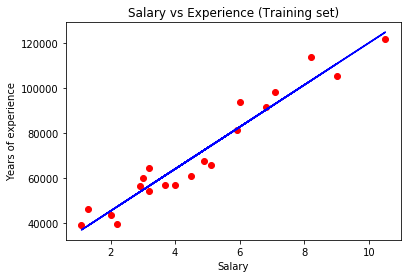 Salary vs Experience (Training set)
120000
100000
80000
60000
40000
Years of experience
2 4 6 8 10
Salary